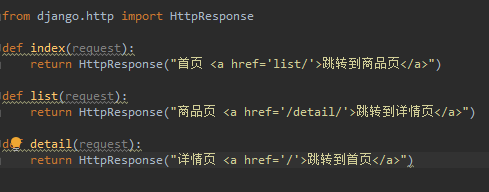 from django.http import HttpResponse
def index(request):
return HttpResponse("首页 <a href='list/'>跳转到商品页</a>")
def list(request):
return HttpResponse("商品页 <a href='/detail/'>跳转到详情页</a>")
def detail(request):
return HttpResponse("详情页 <a href='/'>跳转到首页</a>")